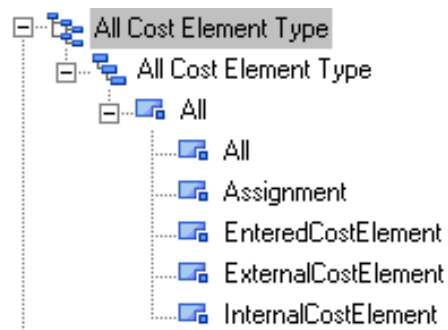 All Cost Element Type
All Cost Element Type
All
All
Assignment
EnteredCostElement
ExternalCostElement
InternalCostElement